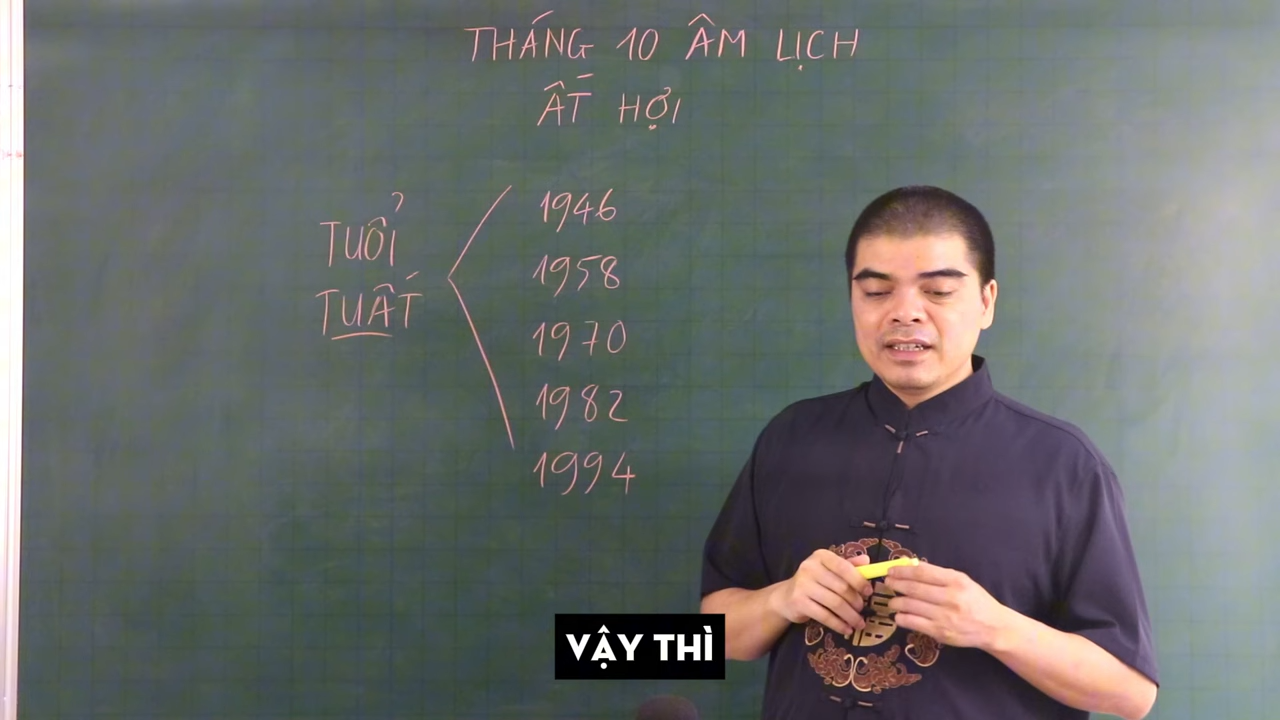 THÁNG 10 ÂM LỊCH
ẤT HỢI
TUỔI
TUẤT
1946
1958
1970
1982
1994
VẬY THÌ